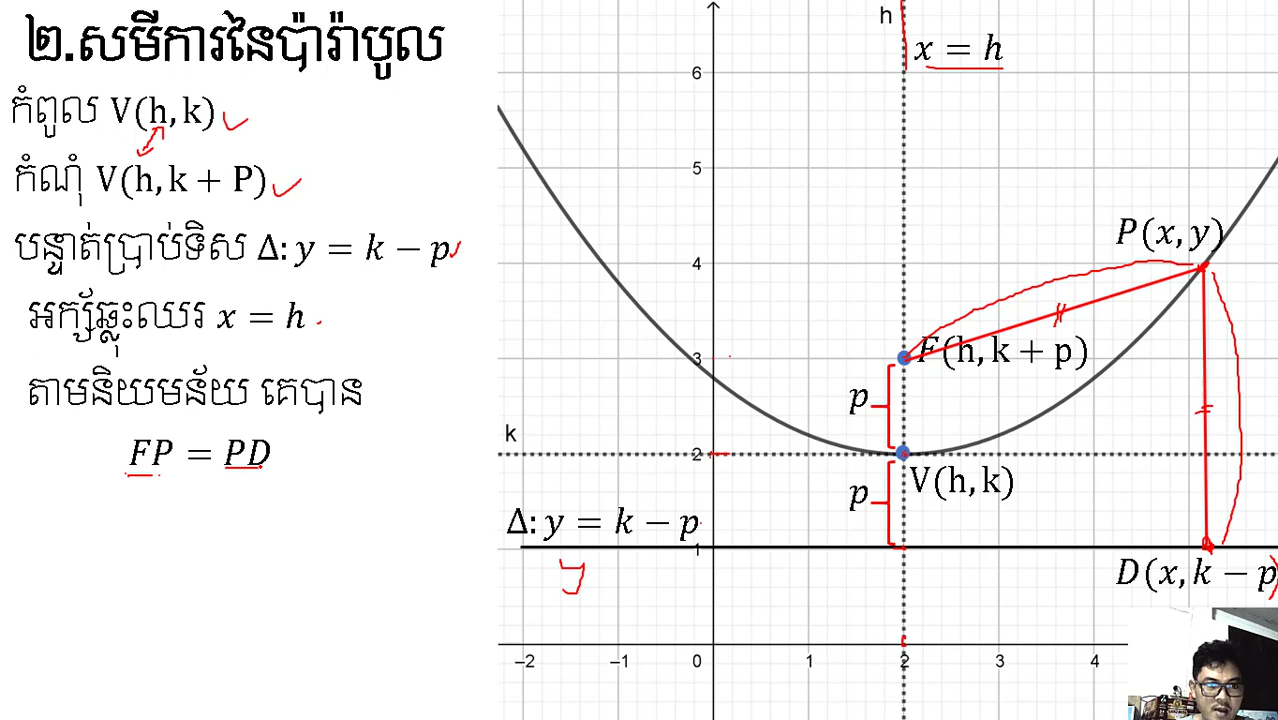 ២.សមីការនៃប៉ារ៉ាបូល
កំពូល V(h,k)
កំណុំ V(h,k + P)
បន្ទាត់ប្រាប់ទិស Δ: y = k − p
អក្ស័ឆ្លុះឈរ x = h
តាមនិយមន័យ គេបាន
FP = PD
h
x = h
6
5
P(x, y)
4
3
F(h, k + p)
p
k
2
V(h, k)
p
Δ: y = k − p
1
y
D(x, k − p)
−2
−1
0
1
2
3
4